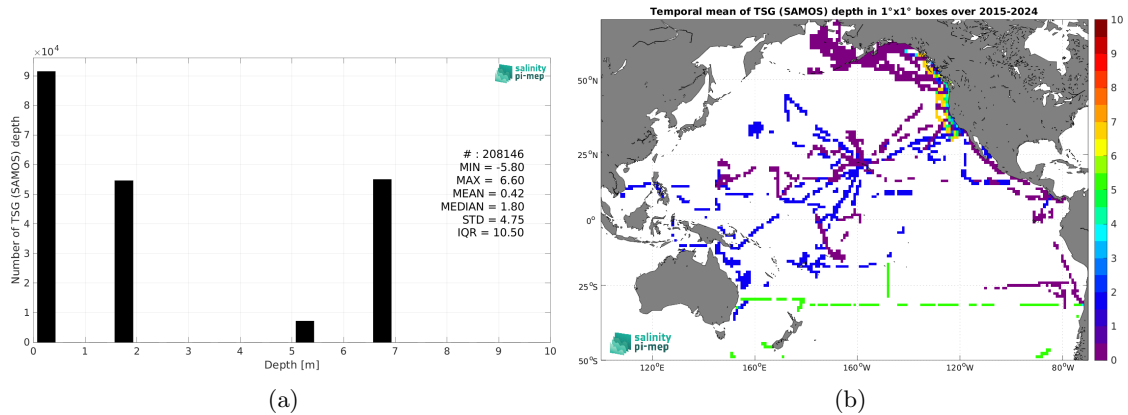 ×10⁴
9
8
7
6
5
4
3
2
1
0
Number of TSG (SAMOS) depth
0 1 2 3 4 5 6 7 8 9 10
Depth [m]
salinity
pi-mep
# : 208146
MIN = -5.80
MAX = 6.60
MEAN = 0.42
MEDIAN = 1.80
STD = 4.75
IQR = 10.50
(a)
Temporal mean of TSG (SAMOS) depth in 1°x1° boxes over 2015-2024
50°N
25°N
0°
25°S
50°S
120°E 160°E 160°W 120°W 80°W
salinity
pi-mep
10
9
8
7
6
5
4
3
2
1
0
(b)